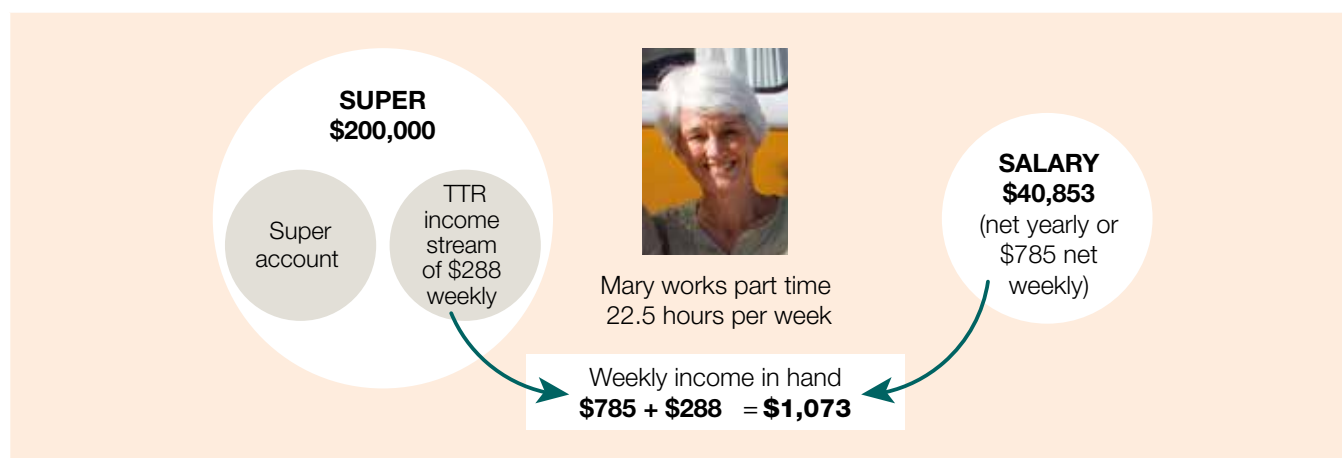 SUPER
$200,000
Super
account
TTR
income
stream
of $288
weekly
Mary works part time
22.5 hours per week
SALARY
$40,853
(net yearly or
$785 net
weekly)
Weekly income in hand
$785 + $288 = $1,073